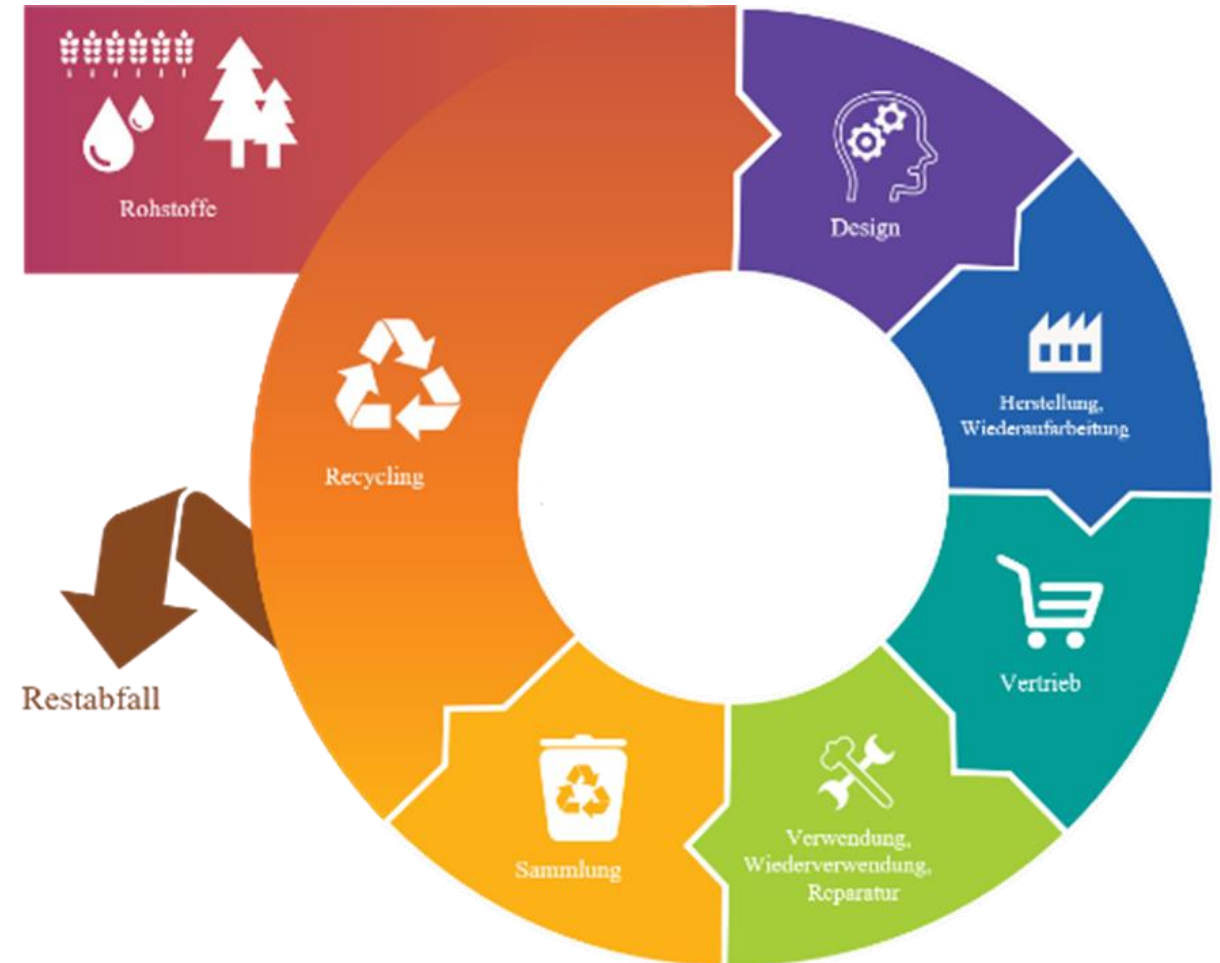 Rohstoffe
Design
Herstellung,
Wiederaufarbeitung
Recycling
Vertrieb
Restabfall
Verwendung,
Wiederverwendung,
Reparatur
Sammlung